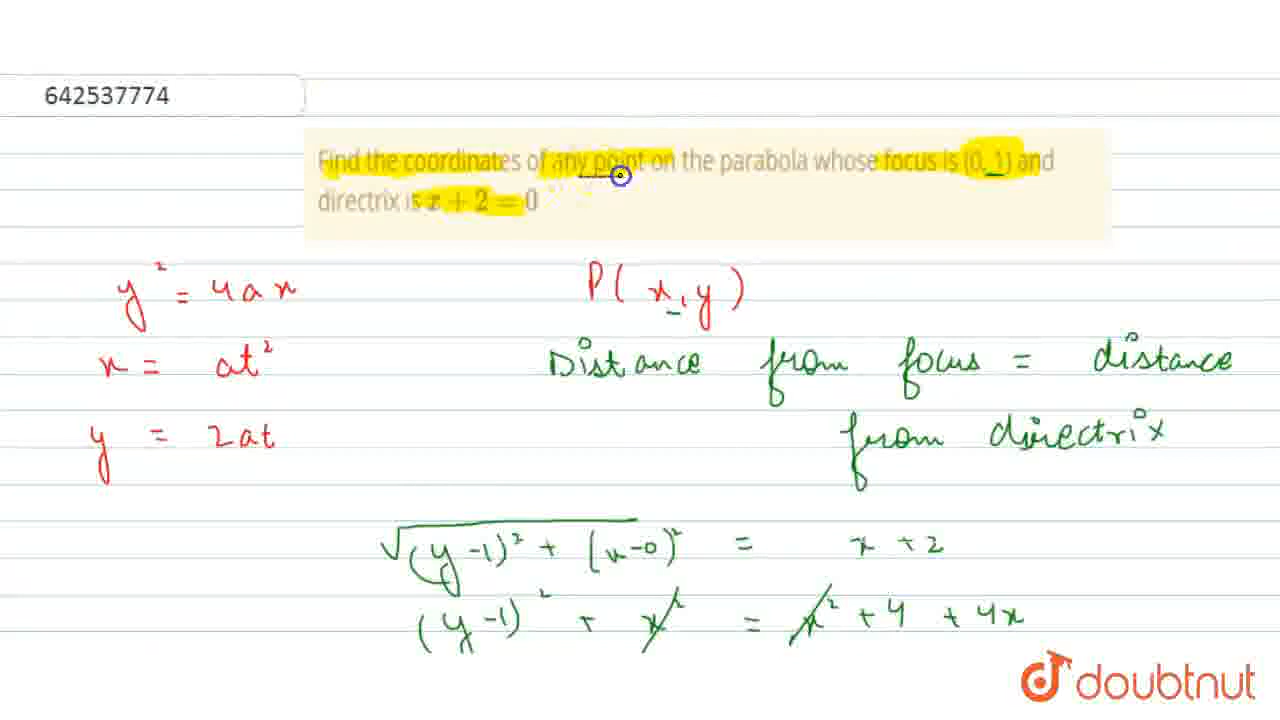 642537774
Find the coordinates of any point on the parabola whose focus is (0, 1) and
directrix is x + 2 = 0
y² = 4ax
x = at²
y = 2at
P(x, y)
Distance from focus = distance
from directrix
√(y-1)² + (x-0)² = x + 2
(y-1)² + x² = x² + 4 + 4x
doubtnut